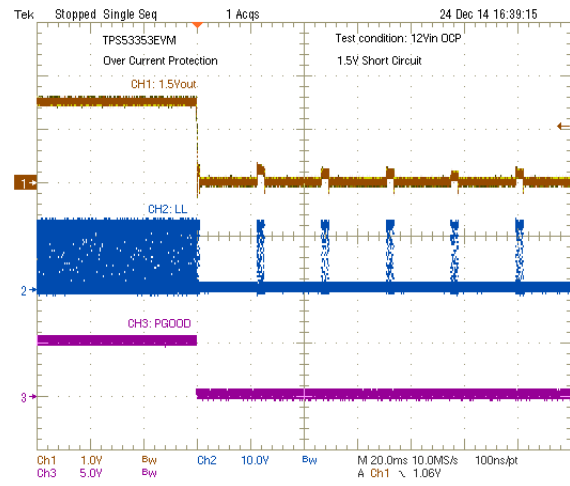 Tek Stopped Single Seq 1 Acqs 24 Dec 14 16:39:15
TPS53353EVM Test condition: 12Vin OCP
Over Current Protection 1.5V Short Circuit
CH1: 1.5Vout
1
CH2: LL
2
CH3: PGOOD
3
Ch1 1.0V Bw Ch2 10.0V Bw M 20.0ms 10.0MS/s 100ns/pt
Ch3 5.0V Bw A Ch1 \ 1.06V